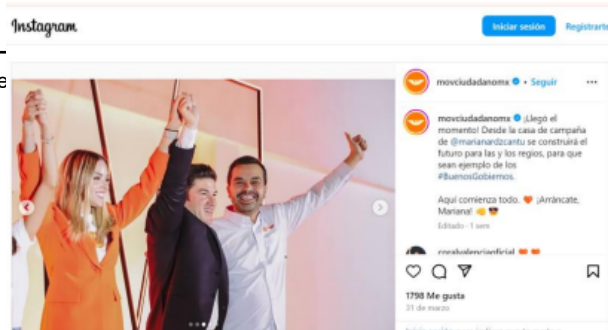 Instagram
Iniciar sesión
Registrarte
e
movciudadanomx • Seguir
movciudadanomx ¡Llegó el
momento! Desde la casa de campaña
de @marianardzcantu se construirá el
futuro para las y los regios, para que
sean ejemplo de los
#BuenosGobiernos.
Aquí comienza todo. 🧡 ¡Arráncate,
Mariana!
Editado · 1 sem
coralvalenciaoficial
1798 Me gusta
31 de marzo